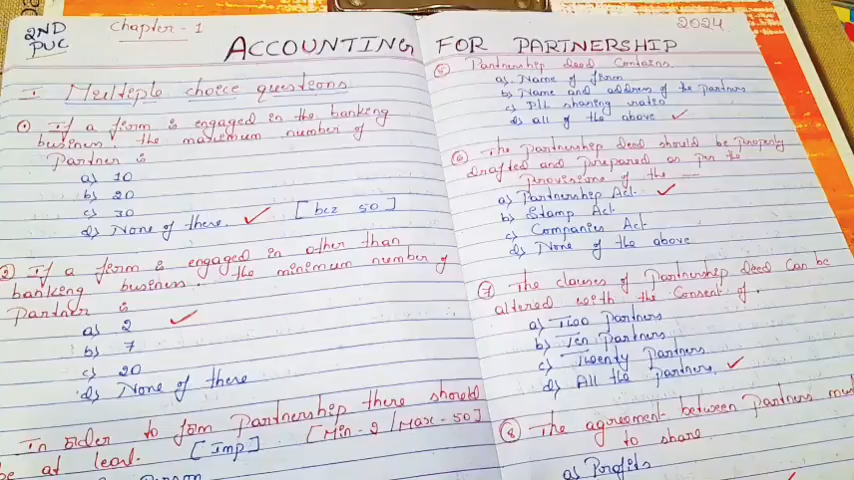 2ND
PUC
Chapter - 1
2024
ACCOUNTING FOR PARTNERSHIP
I Multiple choice questions
① If a firm is engaged in the banking
business. the maximum number of
Partner is
a) 10
b) 20
c) 30
d) None of there. ✓ [bcz 50]
② If a firm is engaged in other than
banking business. the minimum number of
Partner is
a) 2 ✓
b) 7
c) 20
d) None of there
In order to form Partnership there should
be at least. [Imp] [Min - 2 / Max - 50]
⑤ Partnership deed Contains
a) Name of firm
b) Name and address of the partners
c) P/L sharing ratio
d) all of the above ✓
⑥ The Partnership Deed should be properly
drafted and prepared as per the
provisions of the —
a) Partnership Act. ✓
b) Stamp Act.
c) Companies Act
d) None of the above
⑦ The clauses of Partnership Deed Can be
altered with the Consent of.
a) Two Partners
b) Ten Partners
c) Twenty Partners
d) All the partners. ✓
⑧ The agreement between Partners must
to share
a) Profits